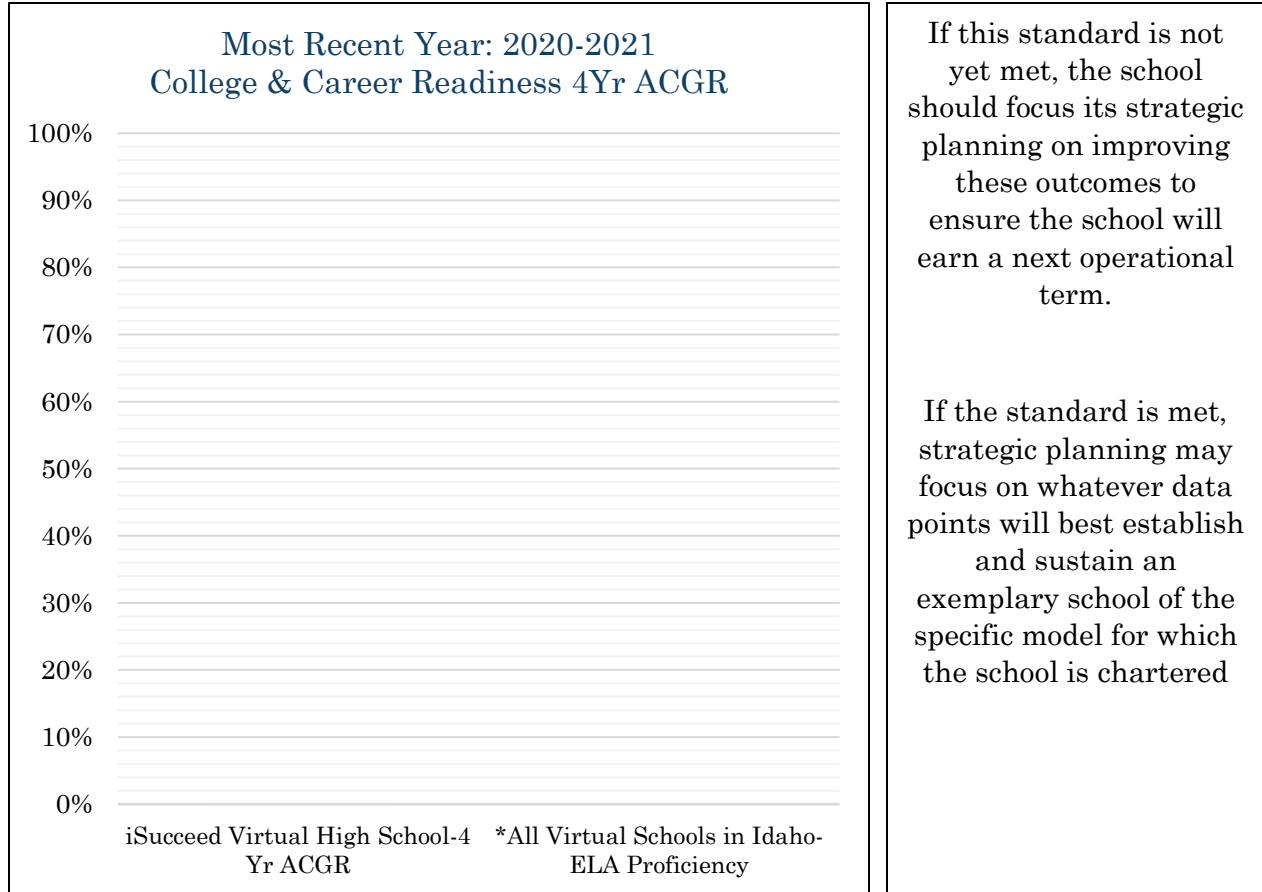 Most Recent Year: 2020-2021
College & Career Readiness 4Yr ACGR
100%
90%
80%
70%
60%
50%
40%
30%
20%
10%
0%
iSucceed Virtual High School-4
Yr ACGR
*All Virtual Schools in Idaho-
ELA Proficiency
If this standard is not
yet met, the school
should focus its strategic
planning on improving
these outcomes to
ensure the school will
earn a next operational
term.
If the standard is met,
strategic planning may
focus on whatever data
points will best establish
and sustain an
exemplary school of the
specific model for which
the school is chartered